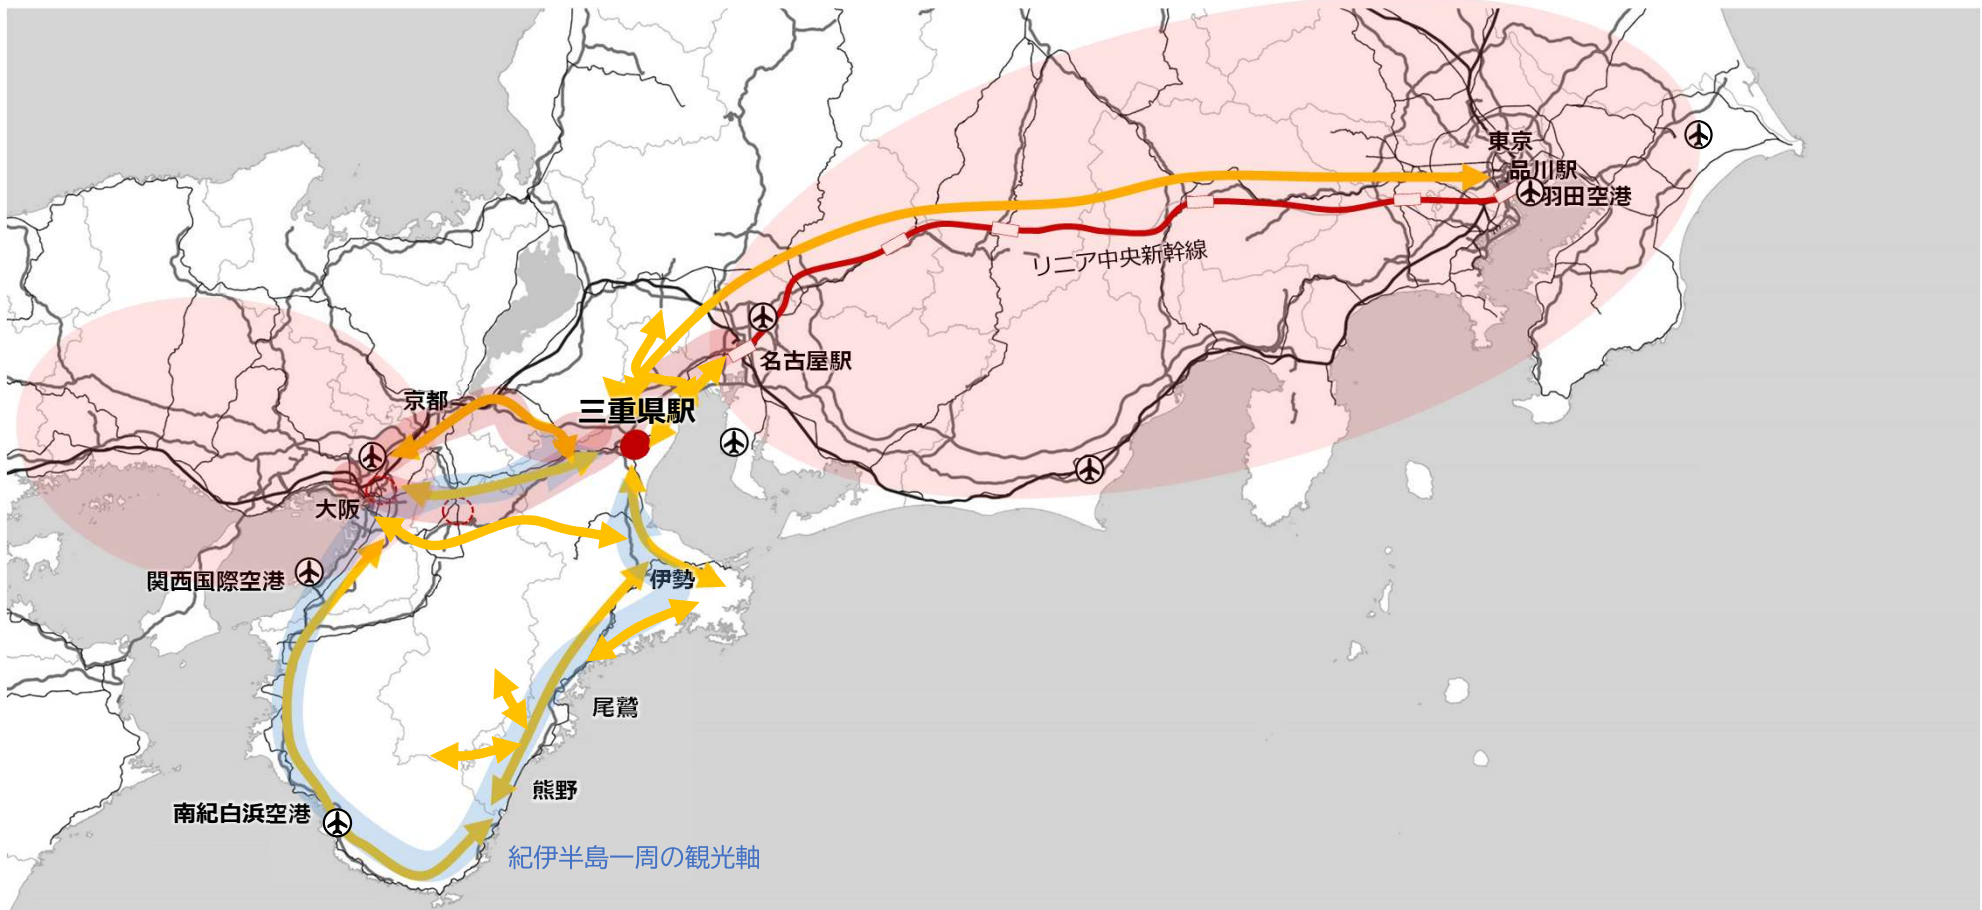 東京
品川駅
羽田空港
リニア中央新幹線
名古屋駅
京都
三重県駅
大阪
関西国際空港
伊勢
尾鷲
熊野
南紀白浜空港
紀伊半島一周の観光軸